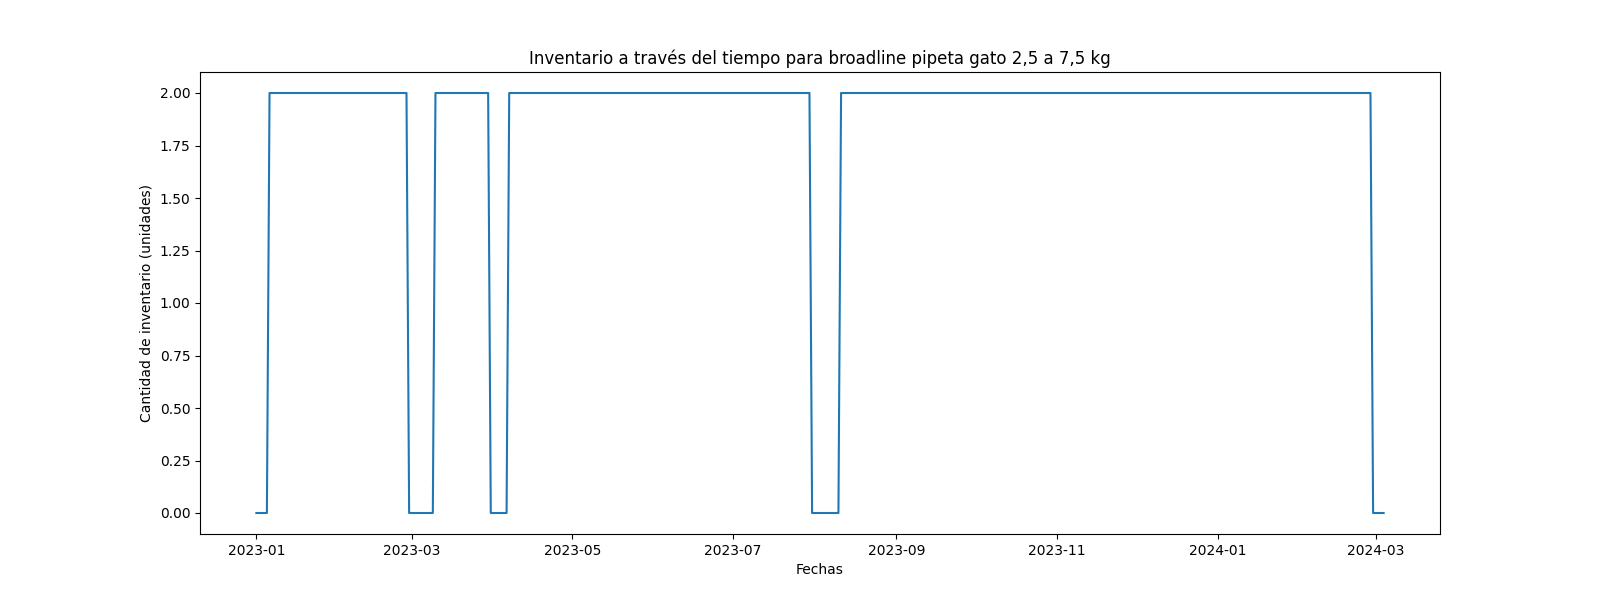 Inventario a través del tiempo para broadline pipeta gato 2,5 a 7,5 kg
Cantidad de inventario (unidades)
2.00
1.75
1.50
1.25
1.00
0.75
0.50
0.25
0.00
2023-01 2023-03 2023-05 2023-07 2023-09 2023-11 2024-01 2024-03
Fechas